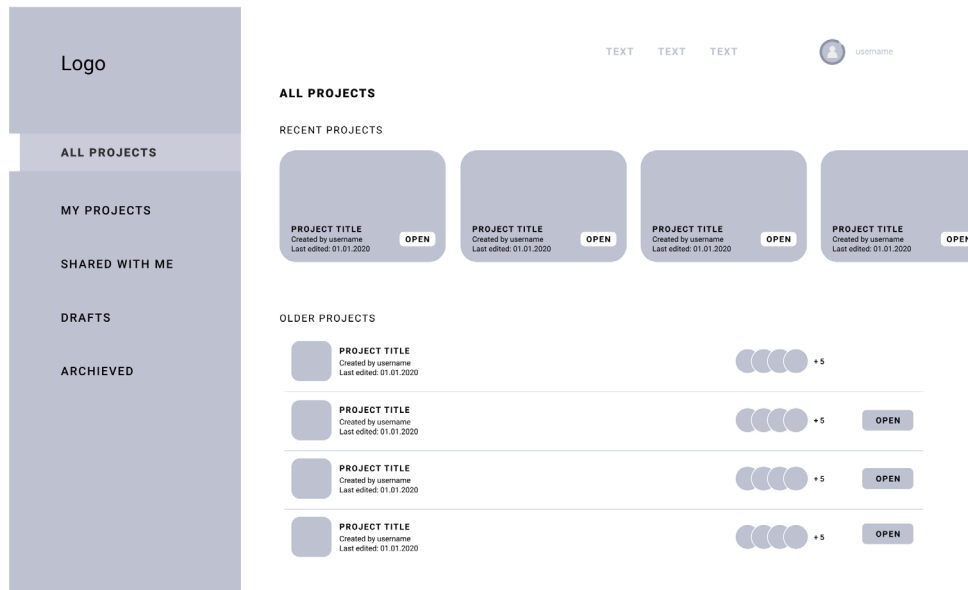 Logo
ALL PROJECTS
MY PROJECTS
SHARED WITH ME
DRAFTS
ARCHIEVED
TEXT TEXT TEXT
username
ALL PROJECTS
RECENT PROJECTS
PROJECT TITLE
Created by username
Last edited: 01.01.2020
OPEN
PROJECT TITLE
Created by username
Last edited: 01.01.2020
OPEN
PROJECT TITLE
Created by username
Last edited: 01.01.2020
OPEN
PROJECT TITLE
Created by username
Last edited: 01.01.2020
OPEN
OLDER PROJECTS
PROJECT TITLE
Created by username
Last edited: 01.01.2020
+ 5
PROJECT TITLE
Created by username
Last edited: 01.01.2020
+ 5
OPEN
PROJECT TITLE
Created by username
Last edited: 01.01.2020
+ 5
OPEN
PROJECT TITLE
Created by username
Last edited: 01.01.2020
+ 5
OPEN